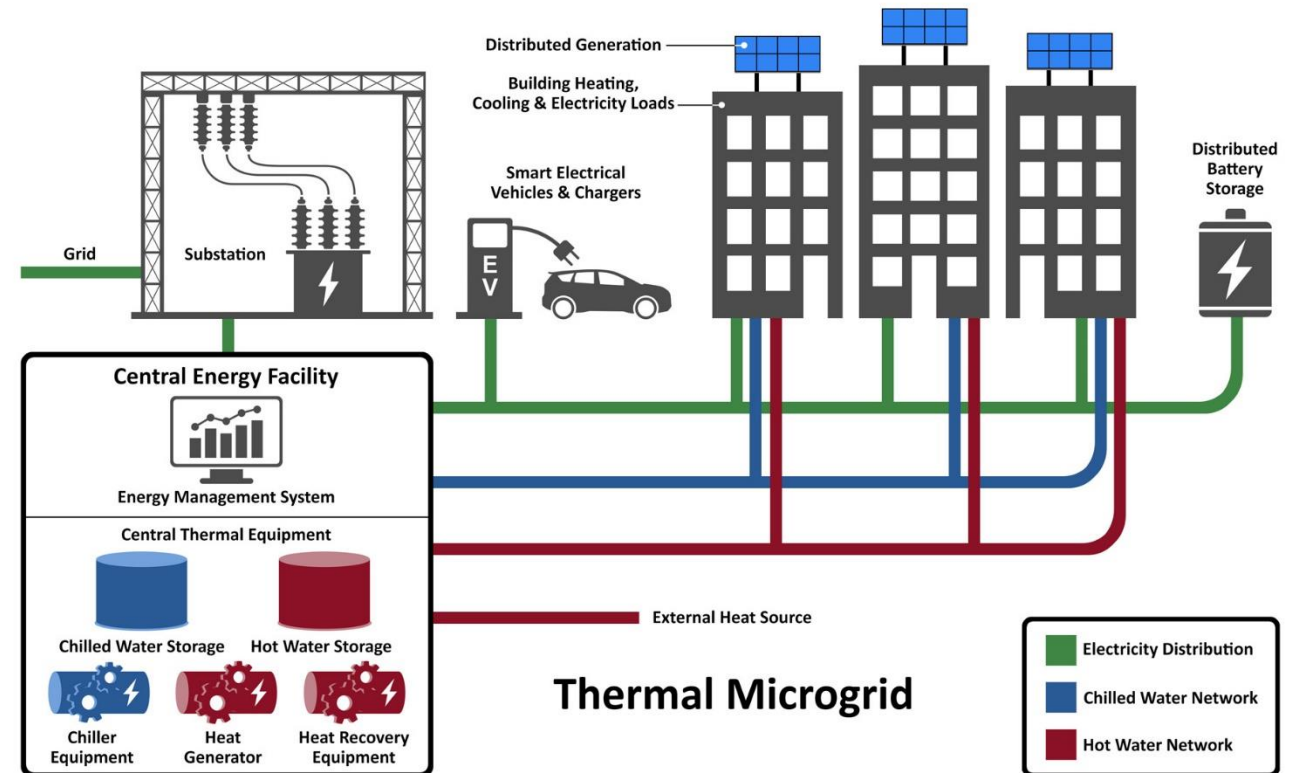 Distributed Generation
Building Heating,
Cooling & Electricity Loads
Smart Electrical
Vehicles & Chargers
Distributed
Battery
Storage
Grid
Substation
E
V
Central Energy Facility
Energy Management System
Central Thermal Equipment
Chilled Water Storage
Hot Water Storage
Chiller
Equipment
Heat
Generator
Heat Recovery
Equipment
External Heat Source
Thermal Microgrid
Electricity Distribution
Chilled Water Network
Hot Water Network